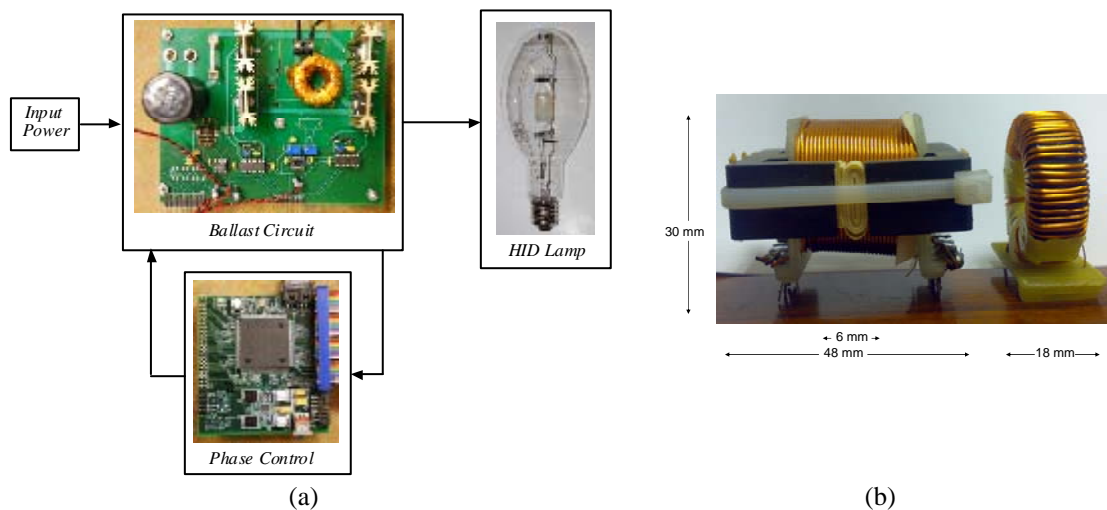 Input
Power
Ballast Circuit
HID Lamp
Phase Control
(a)
30 mm
6 mm
48 mm
18 mm
(b)